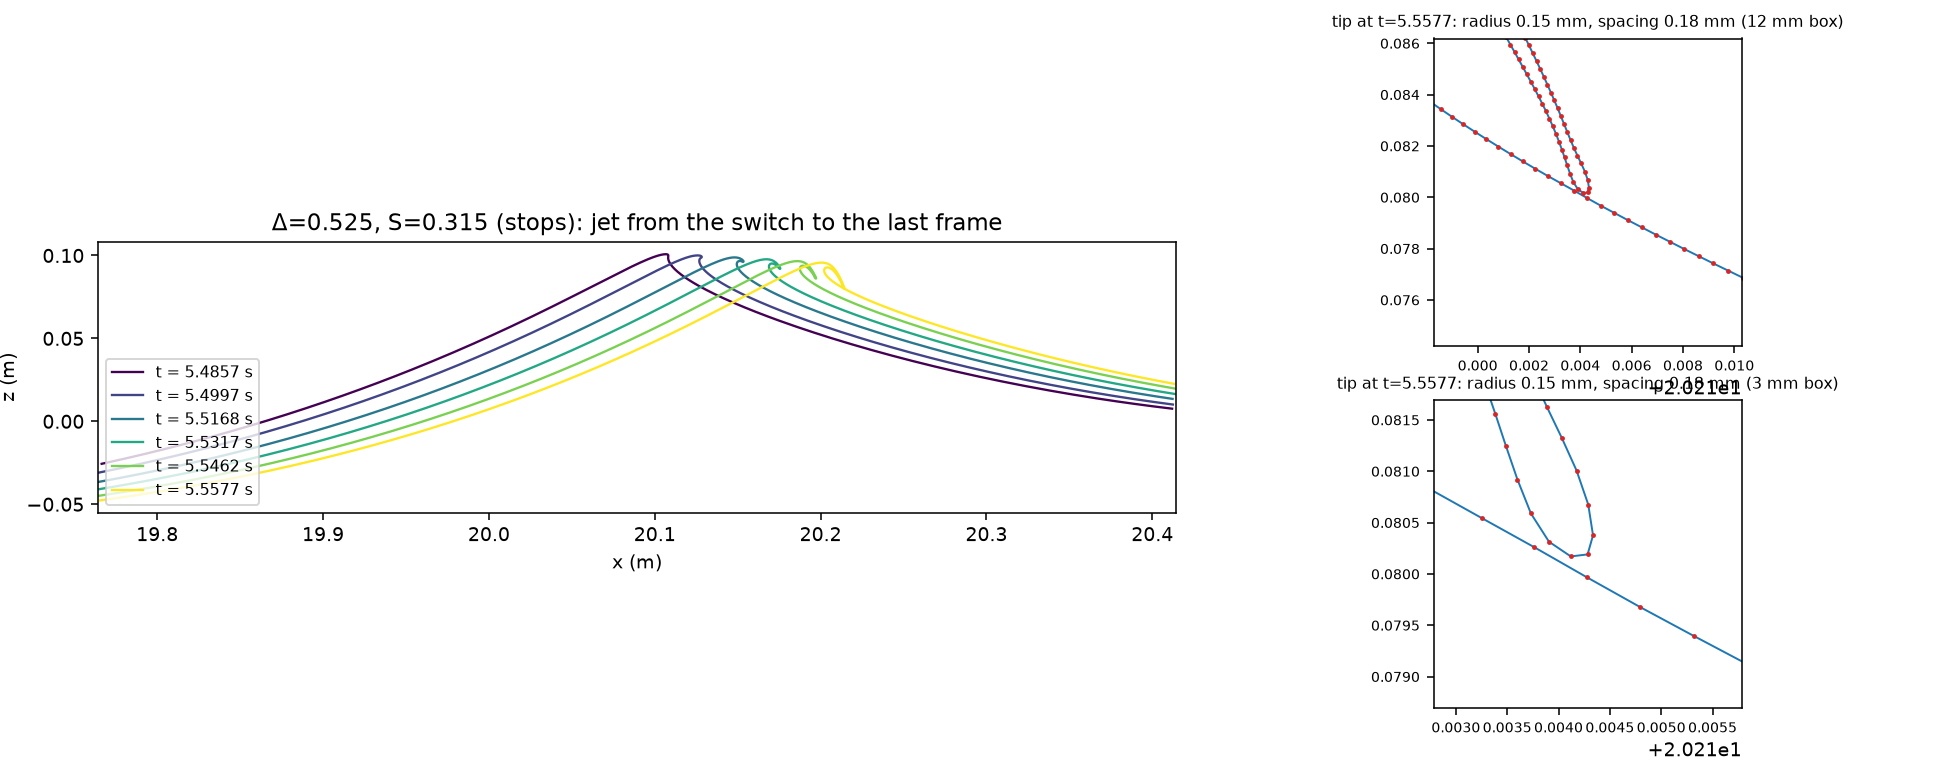 Δ=0.525, S=0.315 (stops): jet from the switch to the last frame
z (m)
0.10
0.05
0.00
−0.05
t = 5.4857 s
t = 5.4997 s
t = 5.5168 s
t = 5.5317 s
t = 5.5462 s
t = 5.5577 s
19.8 19.9 20.0 20.1 20.2 20.3 20.4
x (m)
tip at t=5.5577: radius 0.15 mm, spacing 0.18 mm (12 mm box)
0.086
0.084
0.082
0.080
0.078
0.076
0.000 0.002 0.004 0.006 0.008 0.010
+2.021e1
tip at t=5.5577: radius 0.15 mm, spacing 0.18 mm (3 mm box)
0.0815
0.0810
0.0805
0.0800
0.0795
0.0790
0.0030 0.0035 0.0040 0.0045 0.0050 0.0055
+2.021e1